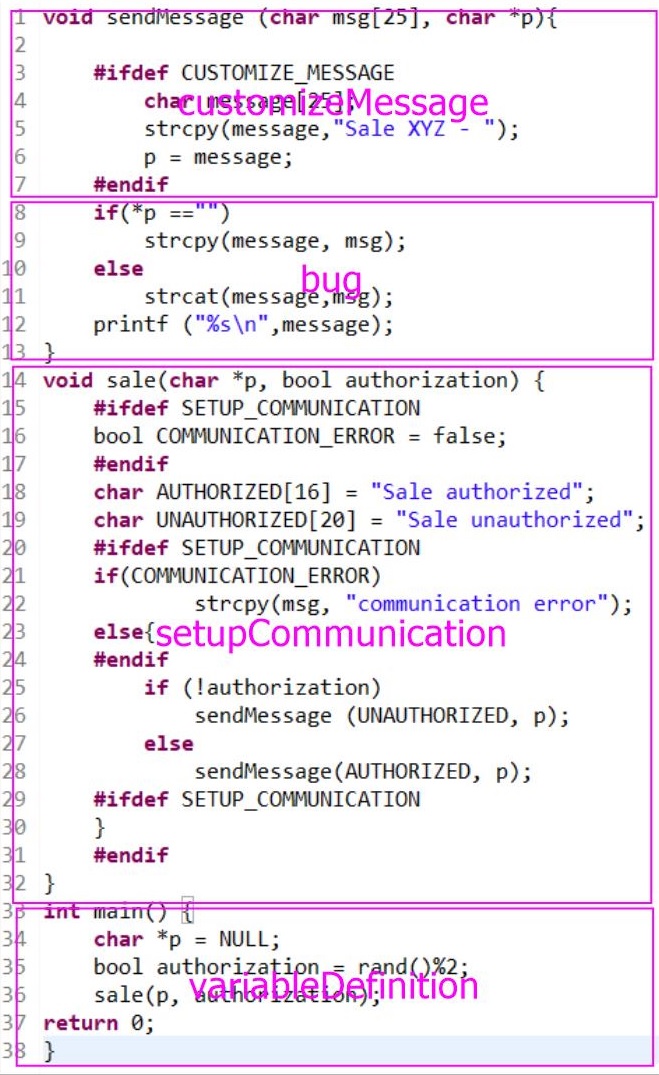 1 void sendMessage (char msg[25], char *p){
2
3 #ifdef CUSTOMIZE_MESSAGE
4 char message[25];
customizeMessage
5 strcpy(message,"Sale XYZ - ");
6 p = message;
7 #endif
8 if(*p =="")
9 strcpy(message, msg);
10 else
bug
11 strcat(message,msg);
12 printf ("%s\n",message);
13 }
14 void sale(char *p, bool authorization) {
15 #ifdef SETUP_COMMUNICATION
16 bool COMMUNICATION_ERROR = false;
17 #endif
18 char AUTHORIZED[16] = "Sale authorized";
19 char UNAUTHORIZED[20] = "Sale unauthorized";
20 #ifdef SETUP_COMMUNICATION
21 if(COMMUNICATION_ERROR)
22 strcpy(msg, "communication error");
23 else{
setupCommunication
24 #endif
25 if (!authorization)
26 sendMessage (UNAUTHORIZED, p);
27 else
28 sendMessage(AUTHORIZED, p);
29 #ifdef SETUP_COMMUNICATION
30 }
31 #endif
32 }
33 int main() {
34 char *p = NULL;
35 bool authorization = rand()%2;
variableDefinition
36 sale(p, authorization);
37 return 0;
38 }